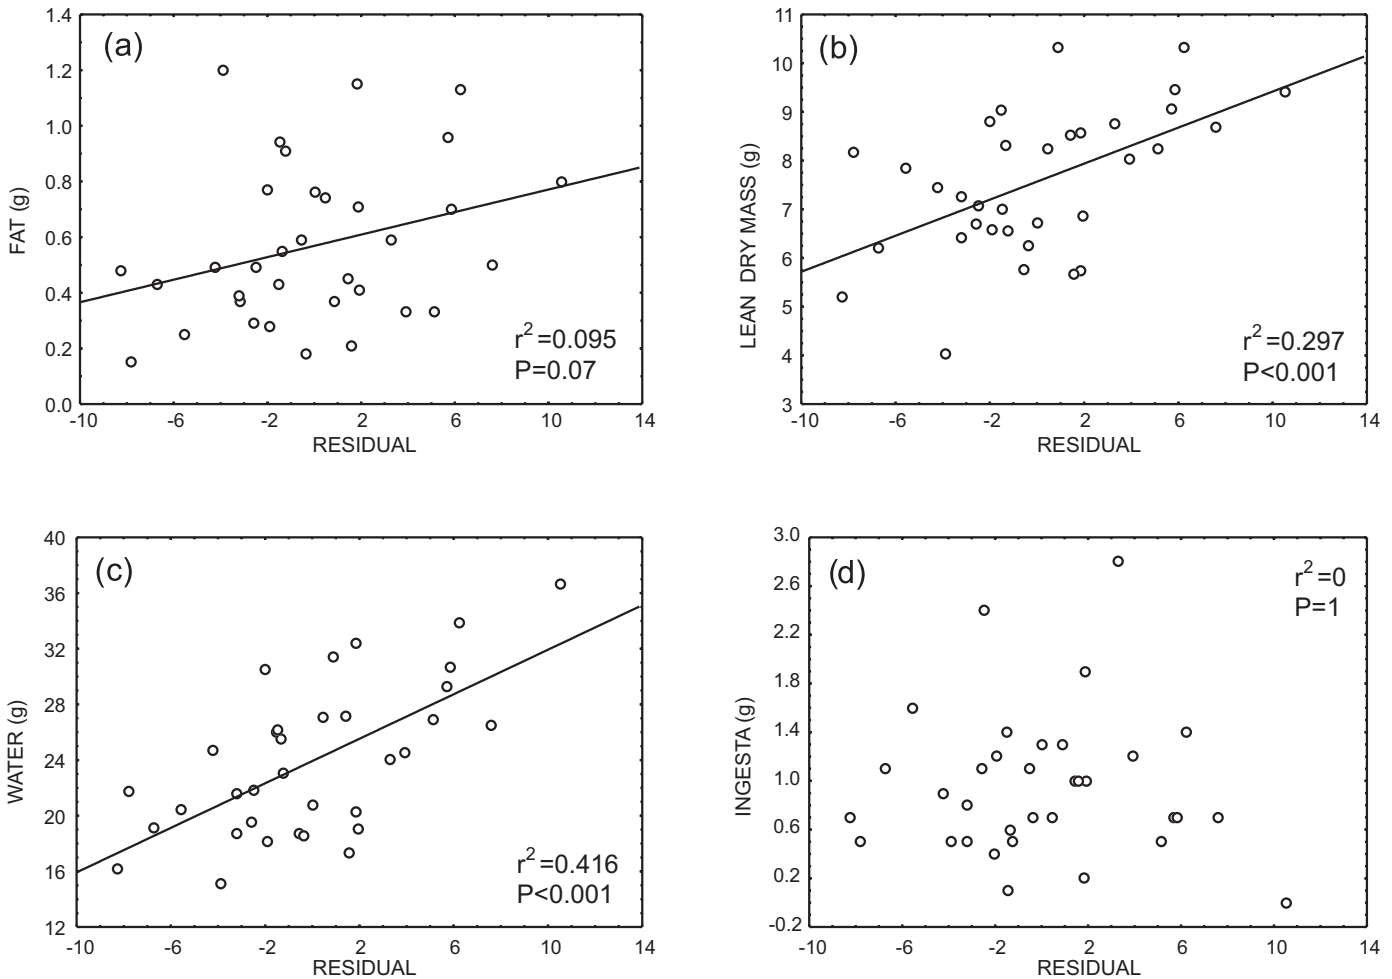 (a)
FAT (g)
1.4
1.2
1.0
0.8
0.6
0.4
0.2
0.0
r²=0.095
P=0.07
-10 -6 -2 2 6 10 14
RESIDUAL
(b)
LEAN DRY MASS (g)
11
10
9
8
7
6
5
4
3
r²=0.297
P<0.001
-10 -6 -2 2 6 10 14
RESIDUAL
(c)
WATER (g)
40
36
32
28
24
20
16
12
r²=0.416
P<0.001
-10 -6 -2 2 6 10 14
RESIDUAL
(d)
INGESTA (g)
3.0
2.6
2.2
1.8
1.4
1.0
0.6
0.2
-0.2
r²=0
P=1
-10 -6 -2 2 6 10 14
RESIDUAL